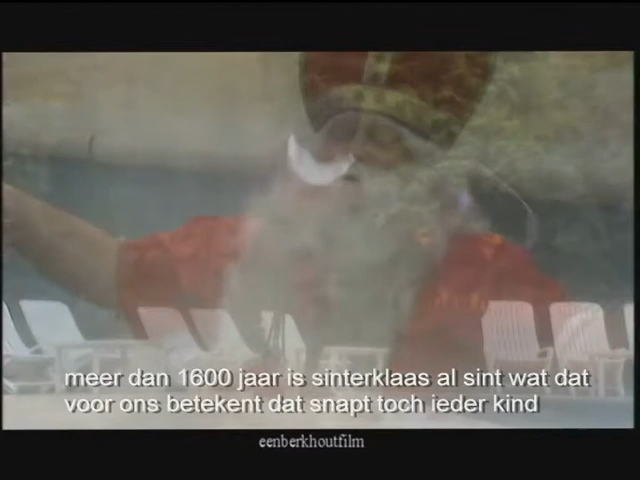 meer dan 1600 jaar is sinterklaas al sint wat dat
voor ons betekent dat snapt toch ieder kind
eenberkhoutfilm